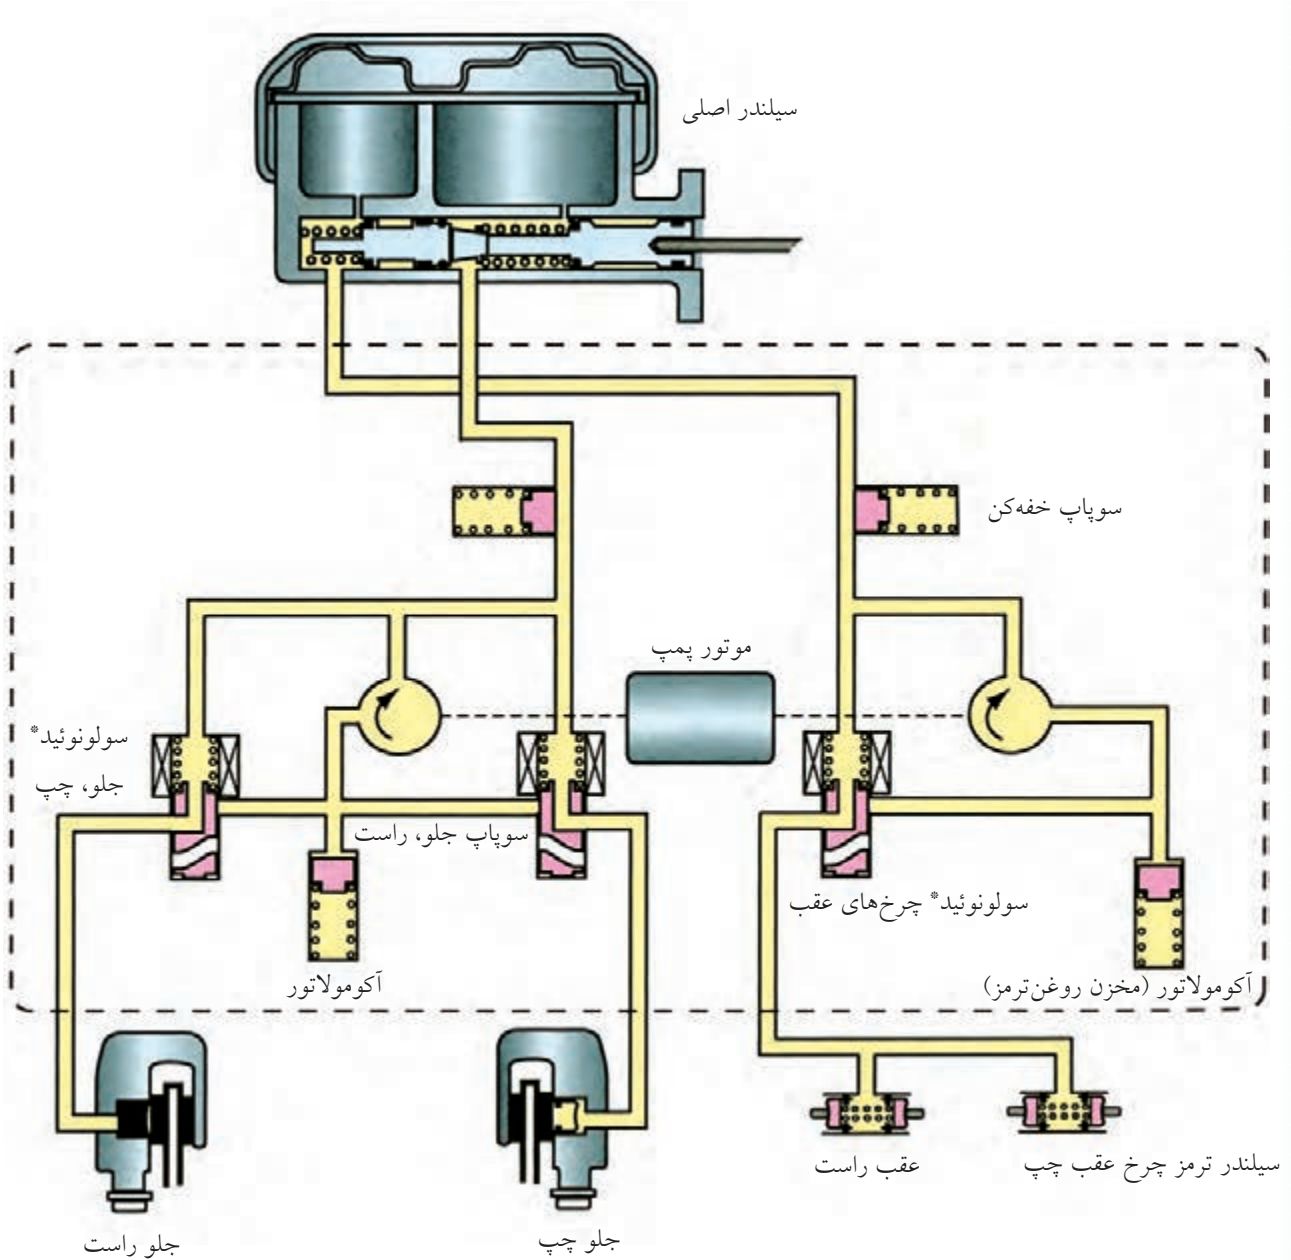 سیلندر اصلی
سوپاپ خفه‌کن
موتور پمپ
سولونوئید*
جلو، چپ
سوپاپ جلو، راست
سولونوئید* چرخ‌های عقب
آکومولاتور
آکومولاتور (مخزن روغن‌ترمز)
سیلندر ترمز چرخ عقب چپ
عقب راست
جلو چپ
جلو راست